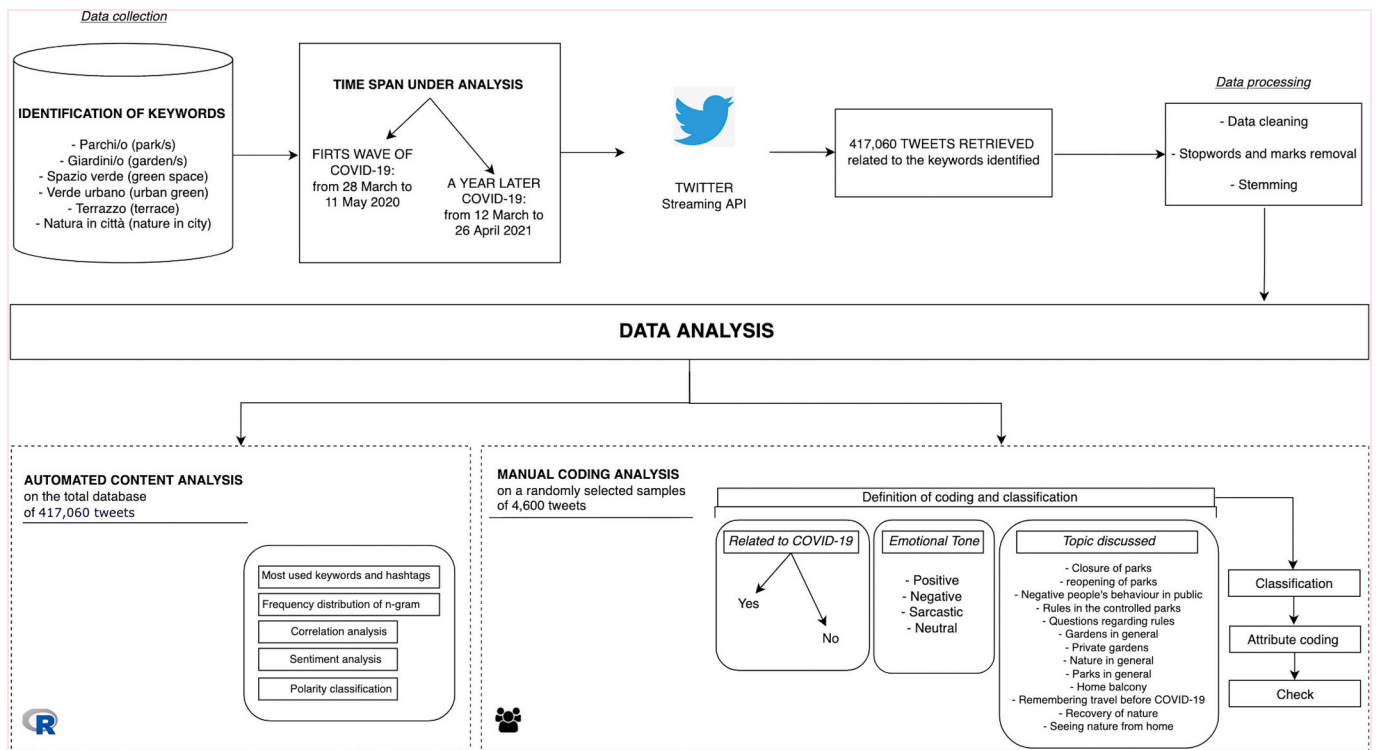 Data collection
IDENTIFICATION OF KEYWORDS
- Parchi/o (park/s)
- Giardini/o (garden/s)
- Spazio verde (green space)
- Verde urbano (urban green)
- Terrazzo (terrace)
- Natura in città (nature in city)
TIME SPAN UNDER ANALYSIS
FIRTS WAVE OF
COVID-19:
from 28 March to
11 May 2020
A YEAR LATER
COVID-19:
from 12 March to
26 April 2021
TWITTER
Streaming API
417,060 TWEETS RETRIEVED
related to the keywords identified
Data processing
- Data cleaning
- Stopwords and marks removal
- Stemming
DATA ANALYSIS
AUTOMATED CONTENT ANALYSIS
on the total database
of 417,060 tweets
Most used keywords and hashtags
Frequency distribution of n-gram
Correlation analysis
Sentiment analysis
Polarity classification
R
MANUAL CODING ANALYSIS
on a randomly selected samples
of 4,600 tweets
Definition of coding and classification
Related to COVID-19
Yes
No
Emotional Tone
- Positive
- Negative
- Sarcastic
- Neutral
Topic discussed
- Closure of parks
- reopening of parks
- Negative people's behaviour in public
- Rules in the controlled parks
- Questions regarding rules
- Gardens in general
- Private gardens
- Nature in general
- Parks in general
- Home balcony
- Remembering travel before COVID-19
- Recovery of nature
- Seeing nature from home
Classification
Attribute coding
Check